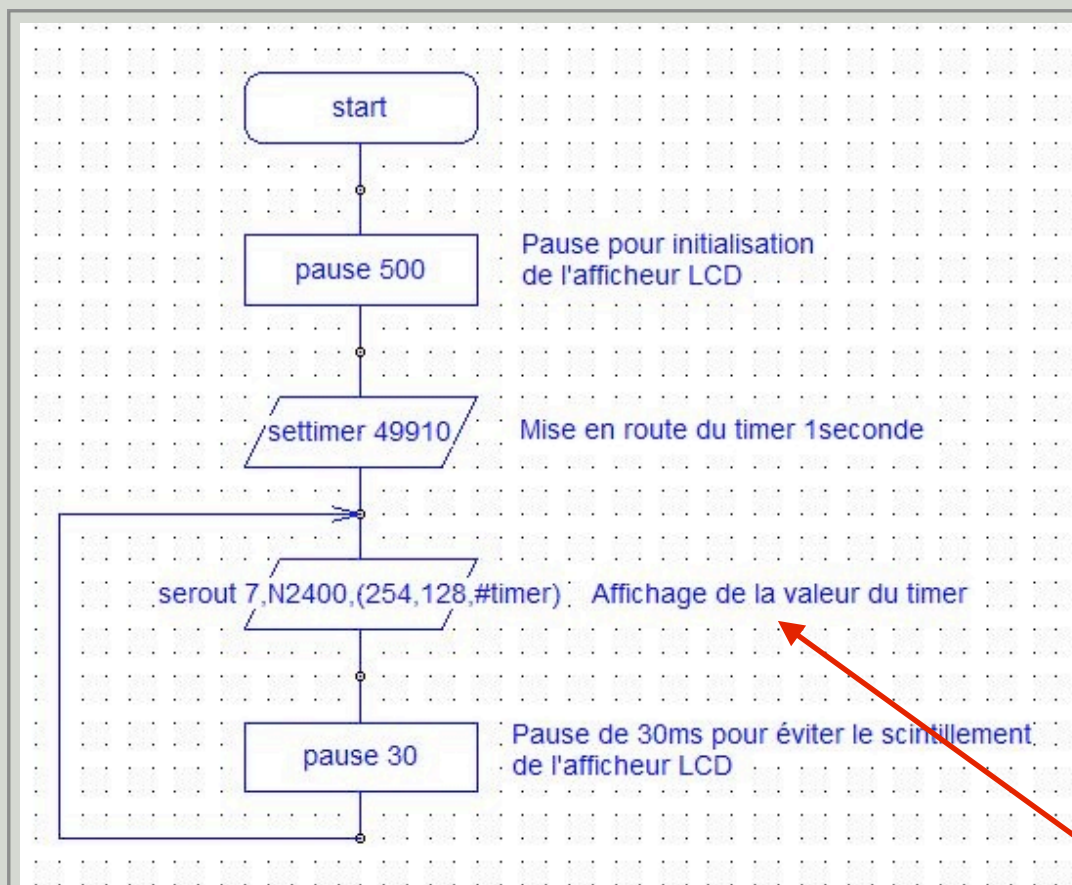 start
pause 500
Pause pour initialisation
de l'afficheur LCD
settimer 49910
Mise en route du timer 1seconde
serout 7,N2400,(254,128,#timer)
Affichage de la valeur du timer
pause 30
Pause de 30ms pour éviter le scintillement
de l'afficheur LCD